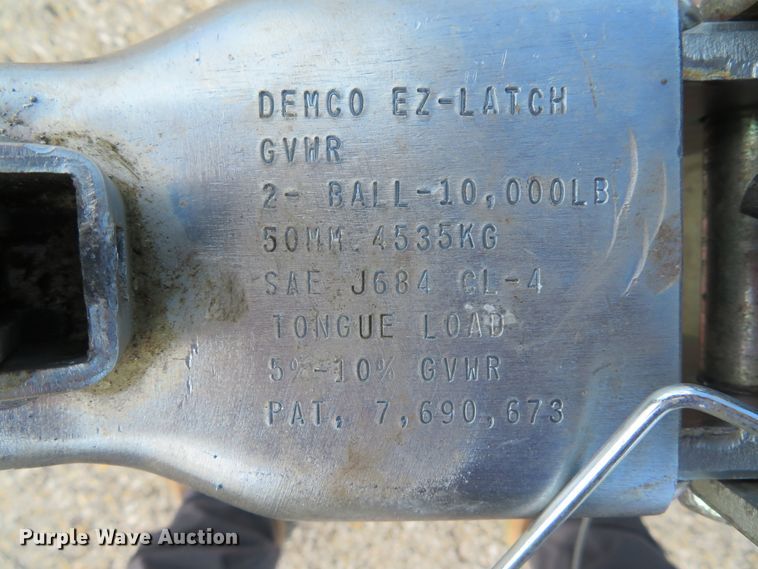 DEMCO EZ-LATCH
GVWR
2- BALL-10,000LB
50MM.4535KG
SAE J684 CL-4
TONGUE LOAD
5%-10% GVWR
PAT, 7,690,673
Purple Wave Auction